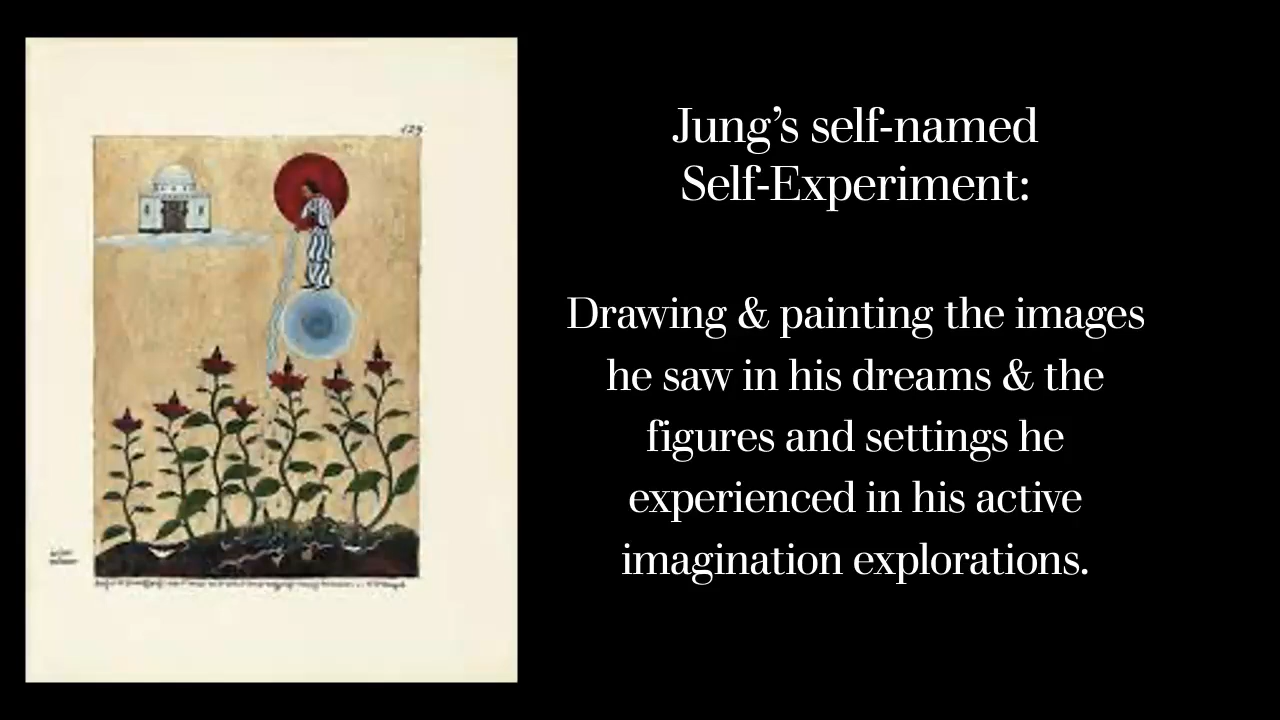 Jung's self-named
Self-Experiment:
Drawing & painting the images
he saw in his dreams & the
figures and settings he
experienced in his active
imagination explorations.